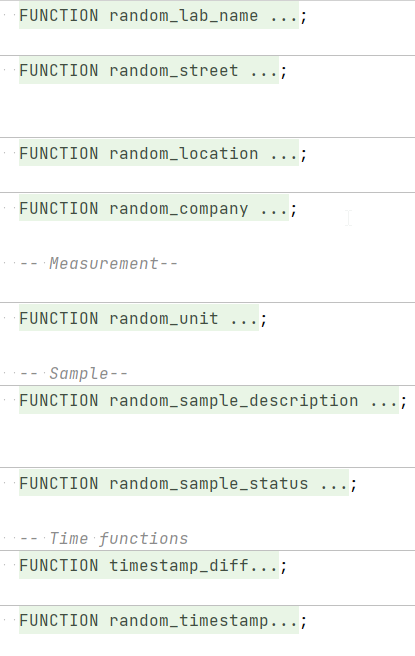 FUNCTION random_lab_name ...;
FUNCTION random_street ...;
FUNCTION random_location ...;
FUNCTION random_company ...;
-- Measurement--
FUNCTION random_unit ...;
-- Sample--
FUNCTION random_sample_description ...;
FUNCTION random_sample_status ...;
-- Time functions
FUNCTION timestamp_diff...;
FUNCTION random_timestamp...;